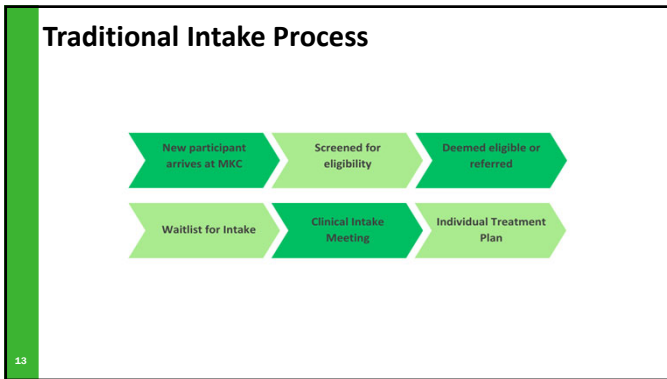 Traditional Intake Process
New participant
arrives at MKC
Screened for
eligibility
Deemed eligible or
referred
Waitlist for Intake
Clinical Intake
Meeting
Individual Treatment
Plan
13